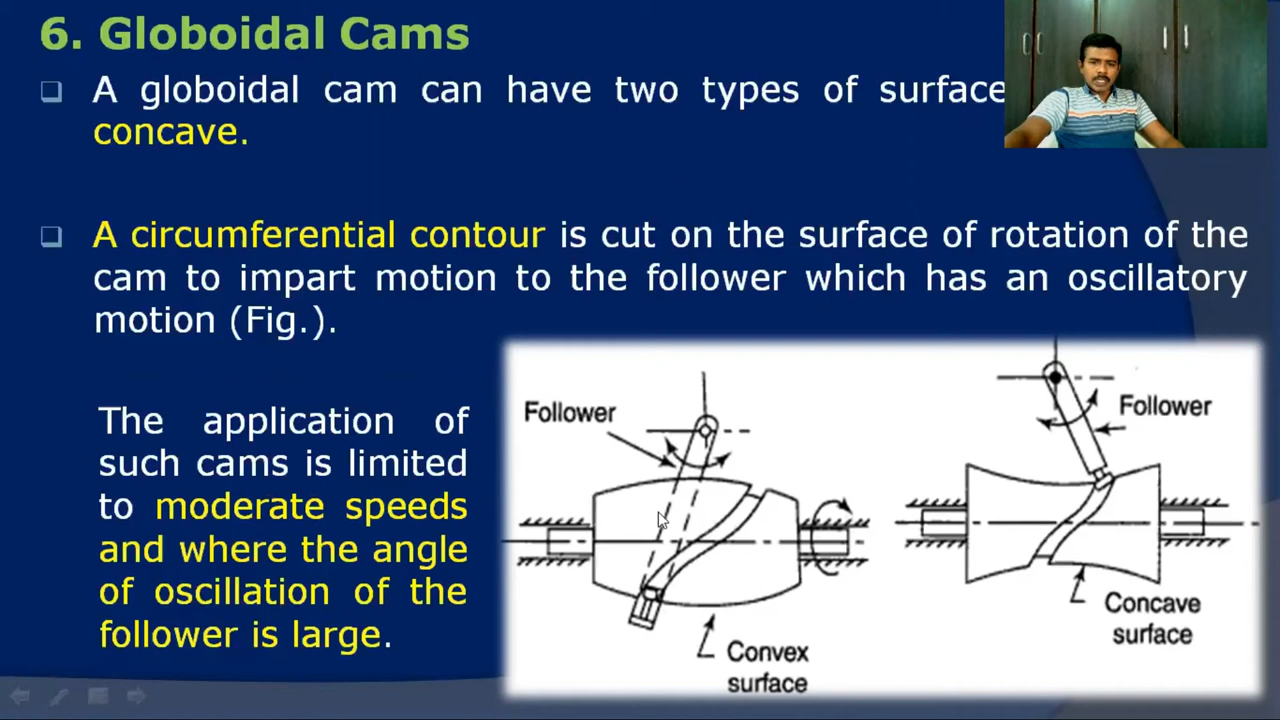 6. Globoidal Cams
A globoidal cam can have two types of surface
concave.
A circumferential contour is cut on the surface of rotation of the
cam to impart motion to the follower which has an oscillatory
motion (Fig.).
The application of
such cams is limited
to moderate speeds
and where the angle
of oscillation of the
follower is large.
Follower
Convex
surface
Follower
Concave
surface